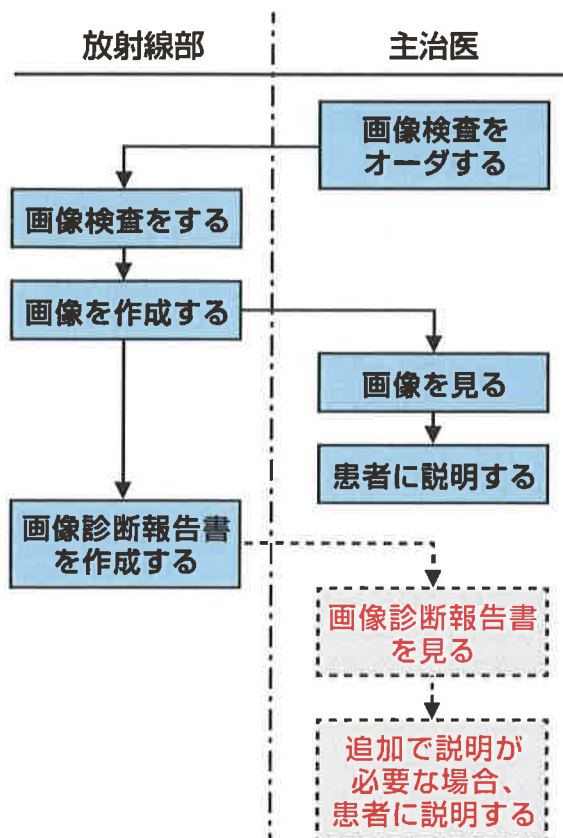 放射線部
主治医
画像検査を
オーダする
画像検査をする
画像を作成する
画像を見る
患者に説明する
画像診断報告書
を作成する
画像診断報告書
を見る
追加で説明が
必要な場合、
患者に説明する